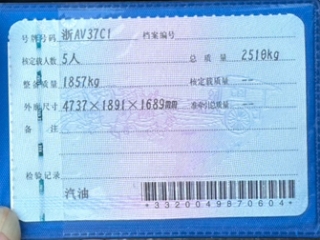 号牌号码 浙AV37C1 档案编号
核定载人数 5人 总 质 量 2510kg
整备质量 1857kg 核定载质量 --
外廓尺寸 4737×1891×1689mm 准牵引总质量 --
备 注
检验记录
汽油
*3320049870604*